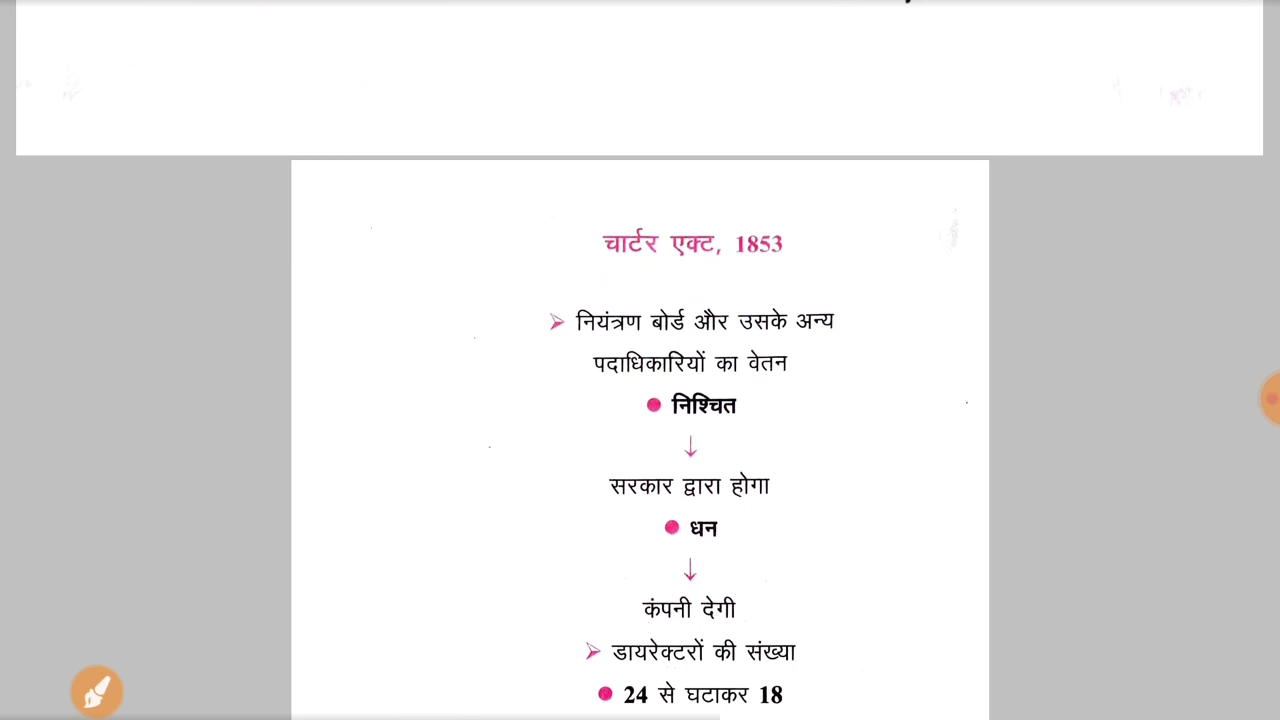 चार्टर एक्ट, 1853
➢ नियंत्रण बोर्ड और उसके अन्य
पदाधिकारियों का वेतन
● निश्चित
↓
सरकार द्वारा होगा
● धन
↓
कंपनी देगी
➢ डायरेक्टरों की संख्या
● 24 से घटाकर 18